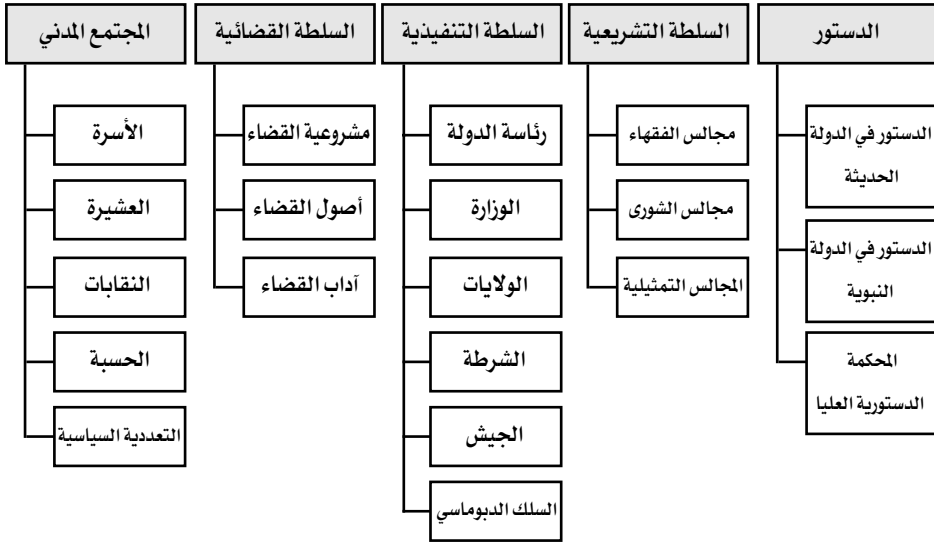 الدستور
الدستور في الدولة
الحديثة
الدستور في الدولة
النبوية
المحكمة
الدستورية العليا
السلطة التشريعية
مجالس الفقهاء
مجالس الشورى
المجالس التمثيلية
السلطة التنفيذية
رئاسة الدولة
الوزارة
الولايات
الشرطة
الجيش
السلك الدبوماسي
السلطة القضائية
مشروعية القضاء
أصول القضاء
آداب القضاء
المجتمع المدني
الأسرة
العشيرة
النقابات
الحسبة
التعددية السياسية